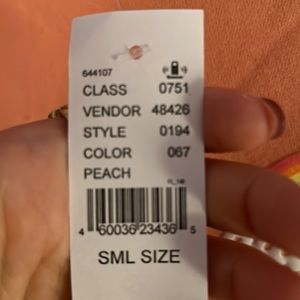 644107
CLASS 0751
VENDOR 48426
STYLE 0194
COLOR 067
PEACH
4 60036 23436 5
SML SIZE